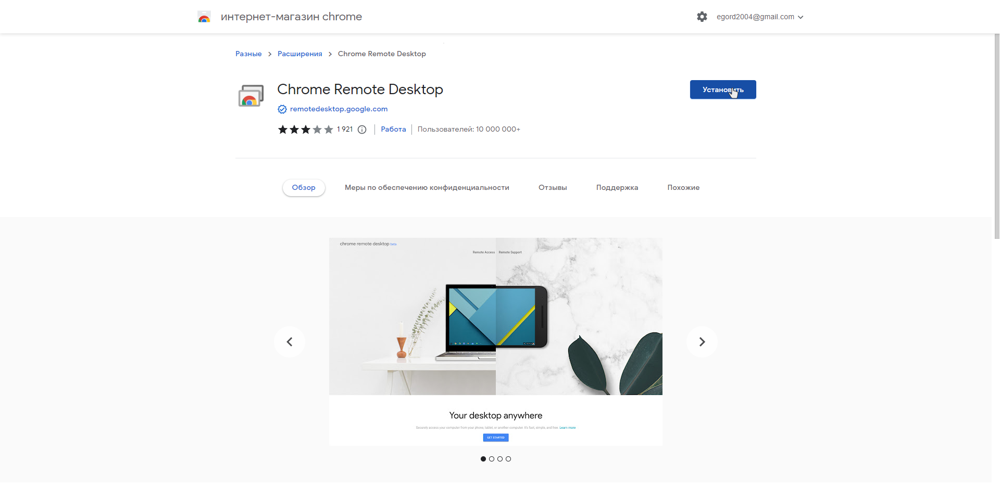 интернет-магазин chrome
egord2004@gmail.com
Разные > Расширения > Chrome Remote Desktop
Chrome Remote Desktop
Установить
remotedesktop.google.com
1 921
Работа
Пользователей: 10 000 000+
Обзор
Меры по обеспечению конфиденциальности
Отзывы
Поддержка
Похожие
chrome remote desktop beta
Remote Access
Remote Support
Your desktop anywhere
Securely access your computer from your phone, tablet, or another computer. It's fast, simple, and free. Learn more
GET STARTED